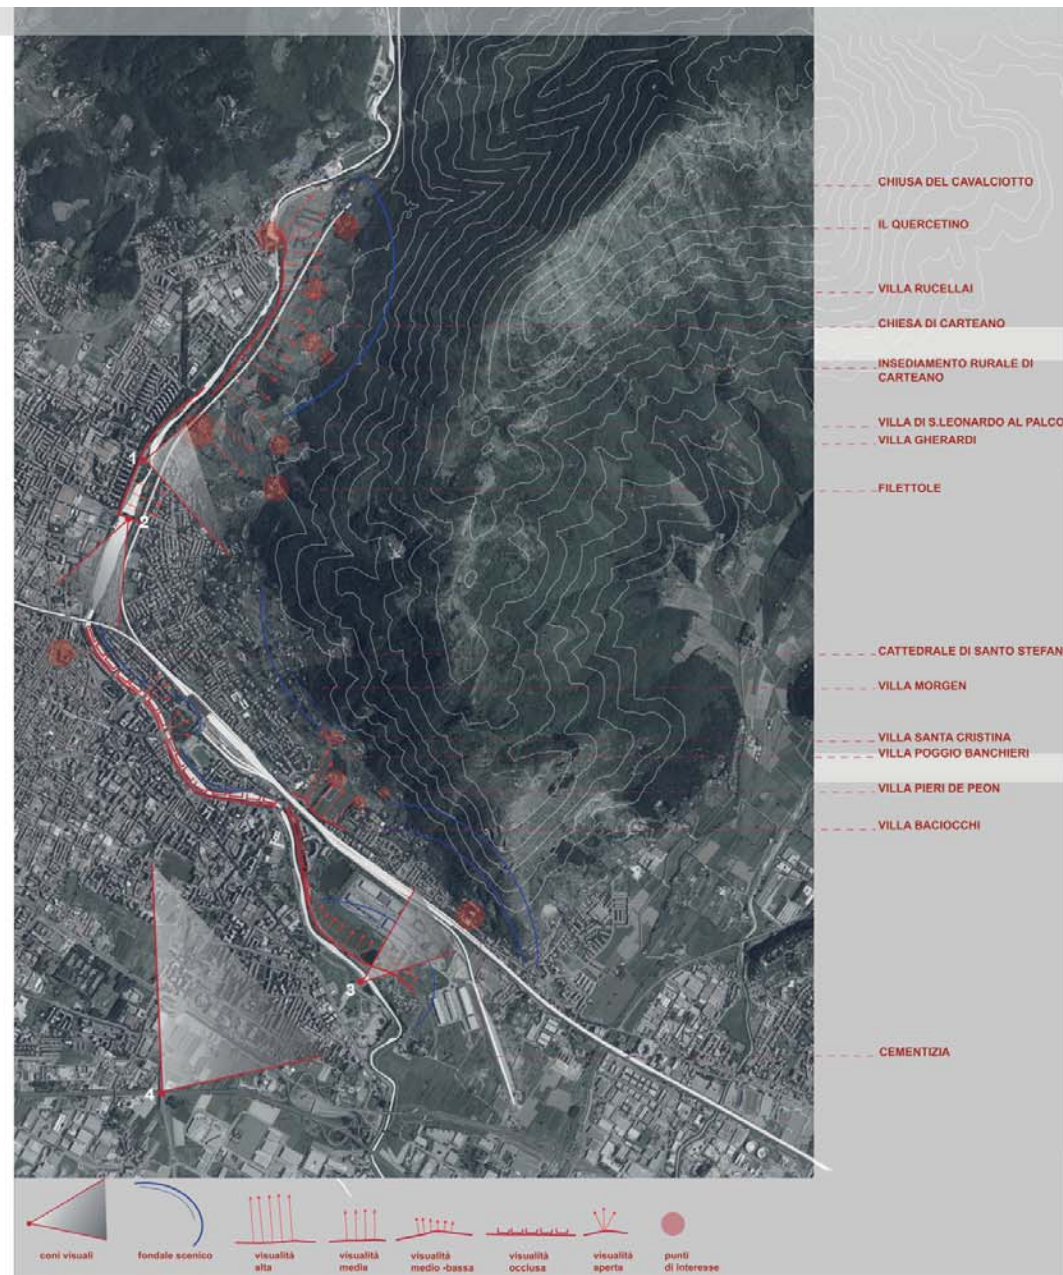 CHIUSA DEL CAVALCIOTTO
IL QUERCETINO
VILLA RUCELLAI
CHIESA DI CARTEANO
INSEDIAMENTO RURALE DI
CARTEANO
VILLA DI S.LEONARDO AL PALCO
VILLA GHERARDI
FILETTOLE
CATTEDRALE DI SANTO STEFAN
VILLA MORGEN
VILLA SANTA CRISTINA
VILLA POGGIO BANCHIERI
VILLA PIERI DE PEON
VILLA BACIOCCHI
CEMENTIZIA
1
2
3
4
coni visuali
fondale scenico
visualità
alta
visualità
media
visualità
medio -bassa
visualità
occlusa
visualità
aperta
punti
di interesse